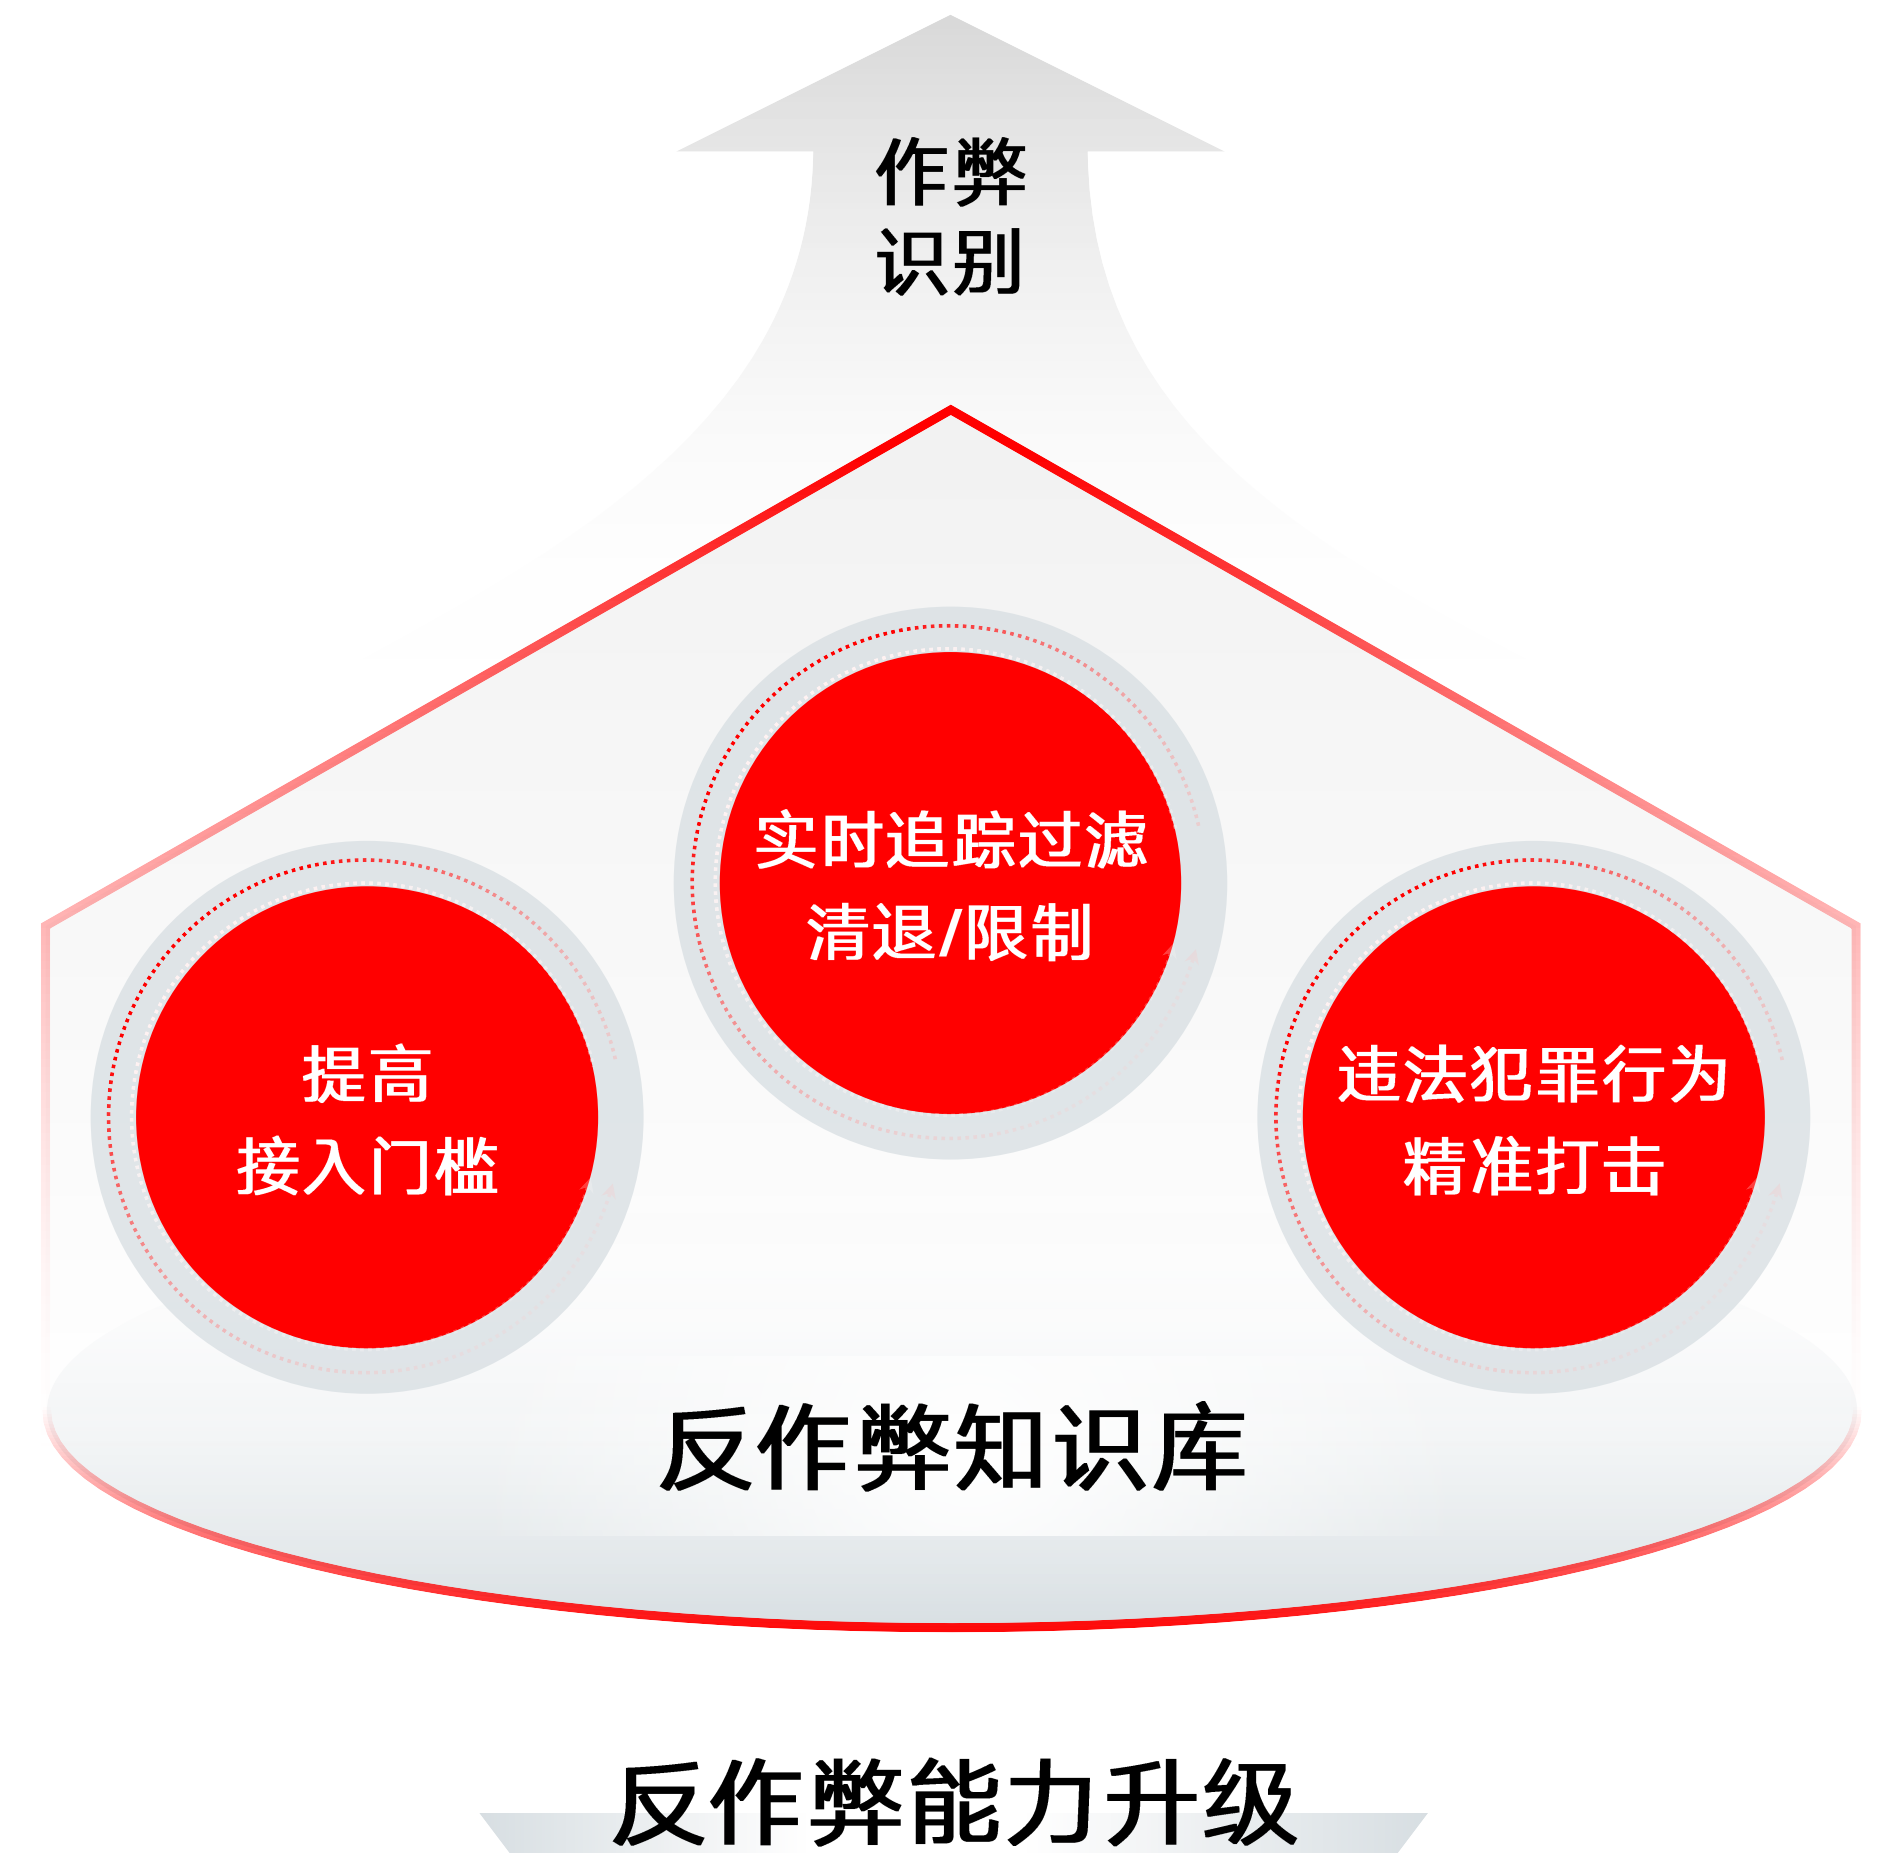 作弊
识别
实时追踪过滤
清退/限制
提高
接入门槛
违法犯罪行为
精准打击
反作弊知识库
反作弊能力升级